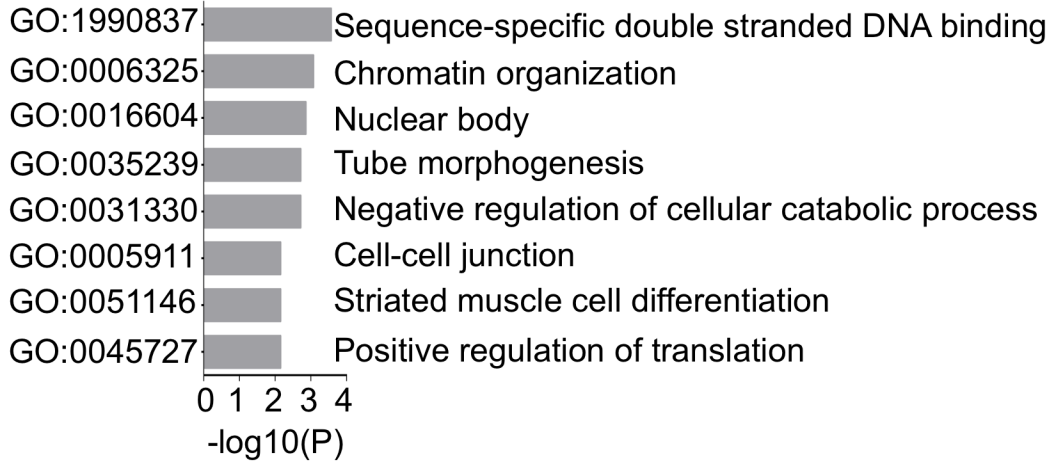 GO:1990837 Sequence-specific double stranded DNA binding
GO:0006325 Chromatin organization
GO:0016604 Nuclear body
GO:0035239 Tube morphogenesis
GO:0031330 Negative regulation of cellular catabolic process
GO:0005911 Cell-cell junction
GO:0051146 Striated muscle cell differentiation
GO:0045727 Positive regulation of translation
0 1 2 3 4
-log10(P)